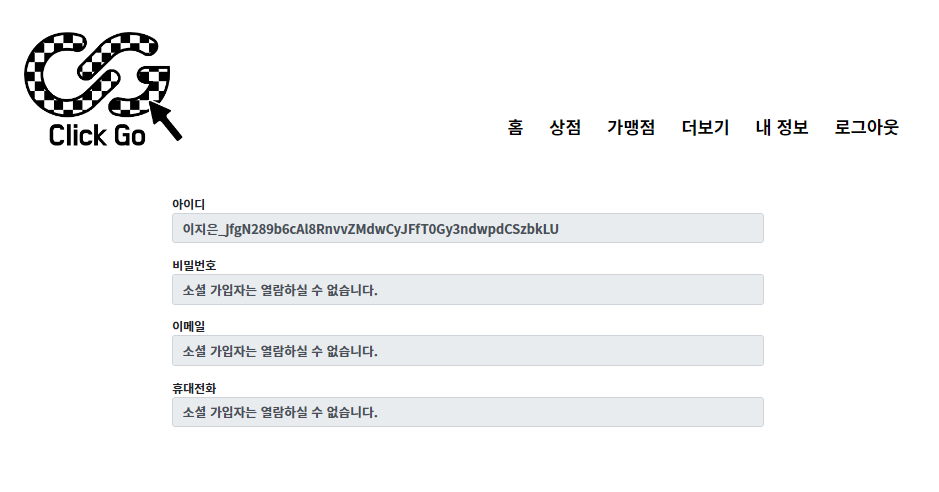 CG
Click Go
홈 상점 가맹점 더보기 내 정보 로그아웃
아이디
이지은_JfgN289b6cAl8RnvvZMdwCyJFfT0Gy3ndwpdCSzbkLU
비밀번호
소셜 가입자는 열람하실 수 없습니다.
이메일
소셜 가입자는 열람하실 수 없습니다.
휴대전화
소셜 가입자는 열람하실 수 없습니다.